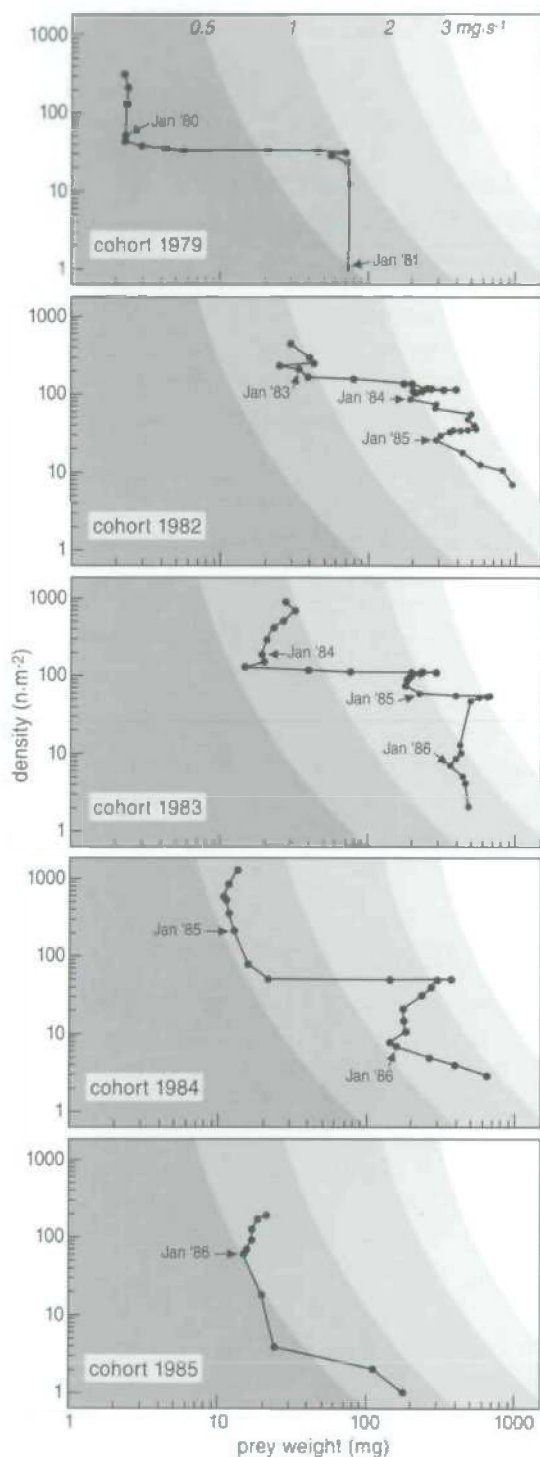 0.5 1 2 3 mg·s⁻¹
1000
100
10
1
Jan '80
Jan '81
cohort 1979
1000
100
10
1
Jan '83
Jan '84
Jan '85
cohort 1982
density (n·m⁻²)
1000
100
10
1
Jan '84
Jan '85
Jan '86
cohort 1983
1000
100
10
1
Jan '85
Jan '86
cohort 1984
1000
100
10
1
Jan '86
cohort 1985
1 10 100 1000
prey weight (mg)